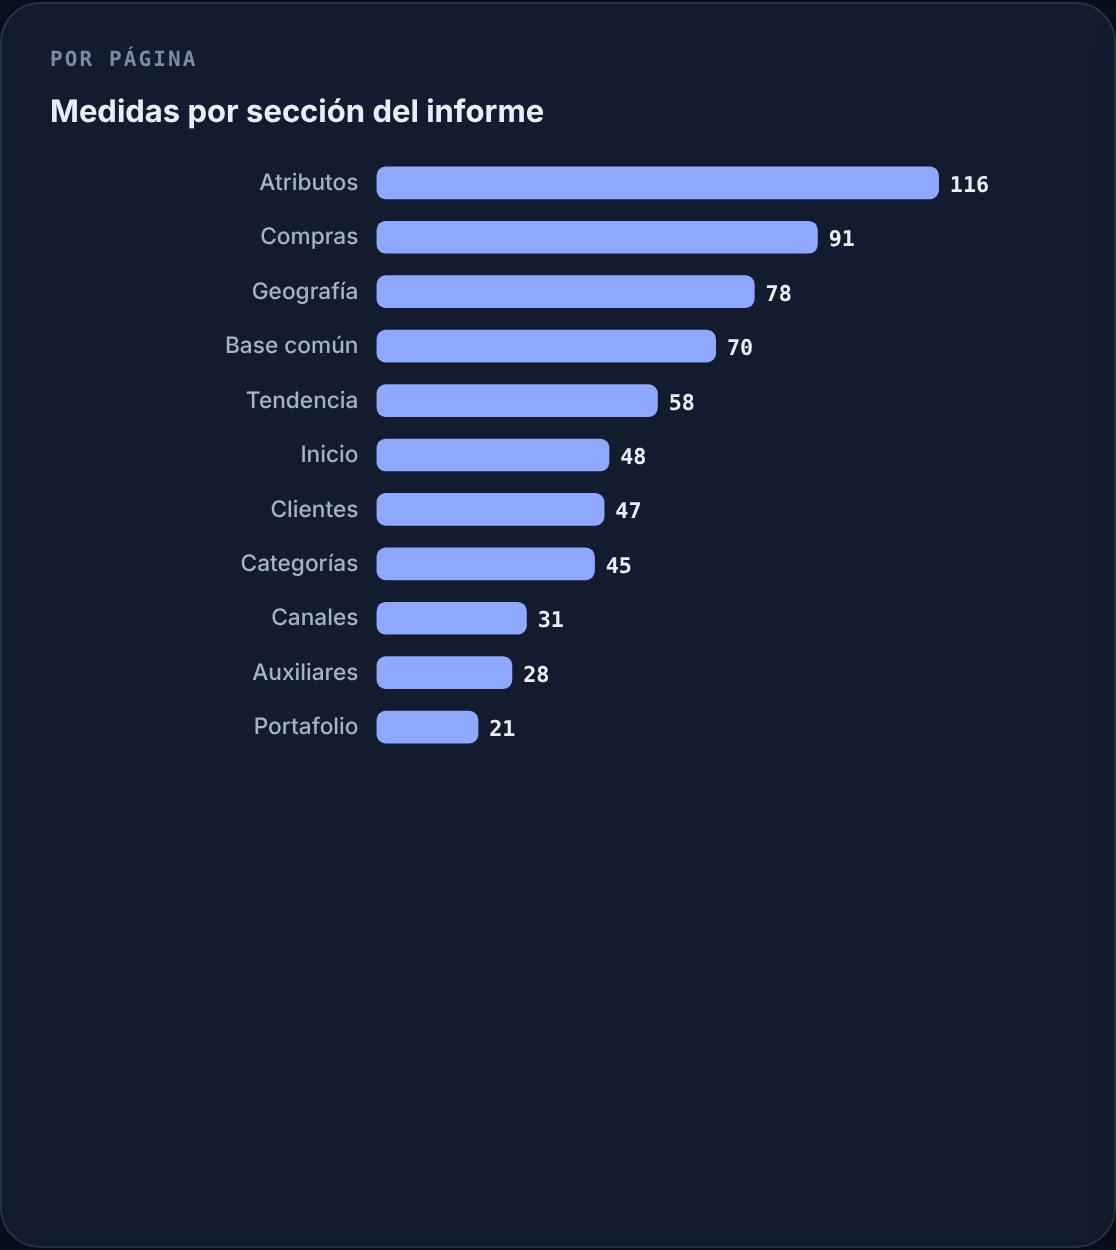 POR PÁGINA
Medidas por sección del informe
Atributos 116
Compras 91
Geografía 78
Base común 70
Tendencia 58
Inicio 48
Clientes 47
Categorías 45
Canales 31
Auxiliares 28
Portafolio 21